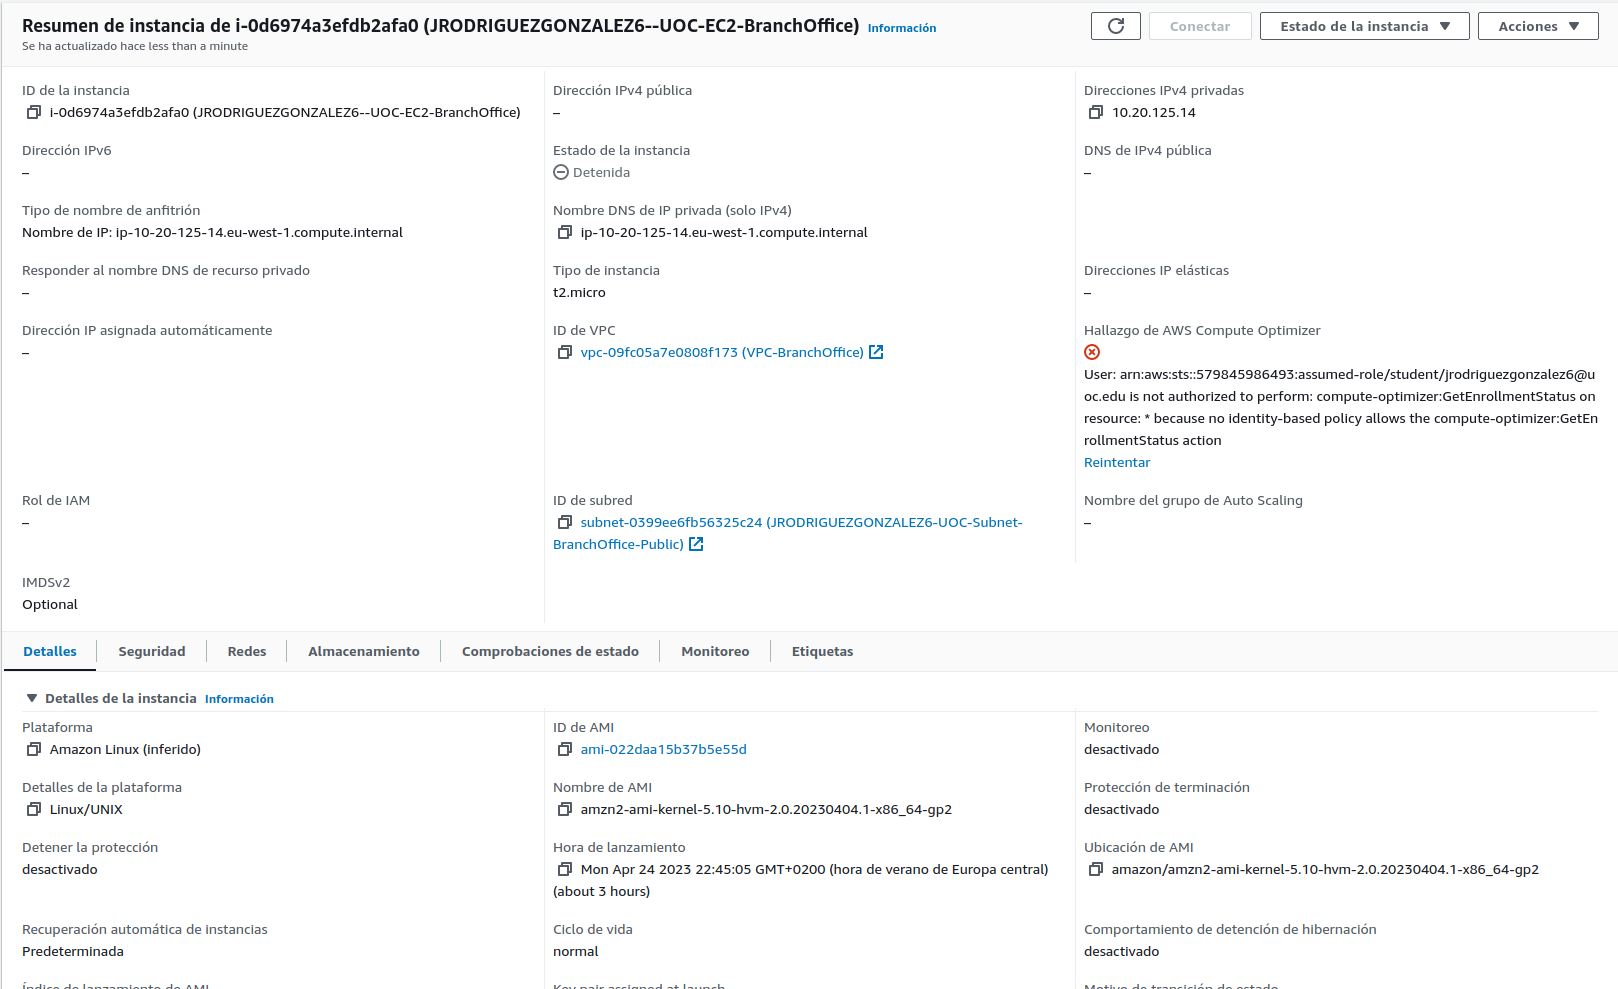 Resumen de instancia de i-0d6974a3efdb2afa0 (JRODRIGUEZGONZALEZ6--UOC-EC2-BranchOffice) Información
Se ha actualizado hace less than a minute
Conectar
Estado de la instancia
Acciones
ID de la instancia
i-0d6974a3efdb2afa0 (JRODRIGUEZGONZALEZ6--UOC-EC2-BranchOffice)
Dirección IPv4 pública
–
Direcciones IPv4 privadas
10.20.125.14
Dirección IPv6
–
Estado de la instancia
Detenida
DNS de IPv4 pública
–
Tipo de nombre de anfitrión
Nombre de IP: ip-10-20-125-14.eu-west-1.compute.internal
Nombre DNS de IP privada (solo IPv4)
ip-10-20-125-14.eu-west-1.compute.internal
Responder al nombre DNS de recurso privado
–
Tipo de instancia
t2.micro
Direcciones IP elásticas
–
Dirección IP asignada automáticamente
–
ID de VPC
vpc-09fc05a7e0808f173 (VPC-BranchOffice)
Hallazgo de AWS Compute Optimizer
User: arn:aws:sts::579845986493:assumed-role/student/jrodriguezgonzalez6@u
oc.edu is not authorized to perform: compute-optimizer:GetEnrollmentStatus on
resource: * because no identity-based policy allows the compute-optimizer:GetEn
rollmentStatus action
Reintentar
Rol de IAM
–
ID de subred
subnet-0399ee6fb56325c24 (JRODRIGUEZGONZALEZ6-UOC-Subnet-
BranchOffice-Public)
Nombre del grupo de Auto Scaling
–
IMDSv2
Optional
Detalles
Seguridad
Redes
Almacenamiento
Comprobaciones de estado
Monitoreo
Etiquetas
Detalles de la instancia Información
Plataforma
Amazon Linux (inferido)
ID de AMI
ami-022daa15b37b5e55d
Monitoreo
desactivado
Detalles de la plataforma
Linux/UNIX
Nombre de AMI
amzn2-ami-kernel-5.10-hvm-2.0.20230404.1-x86_64-gp2
Protección de terminación
desactivado
Detener la protección
desactivado
Hora de lanzamiento
Mon Apr 24 2023 22:45:05 GMT+0200 (hora de verano de Europa central)
(about 3 hours)
Ubicación de AMI
amazon/amzn2-ami-kernel-5.10-hvm-2.0.20230404.1-x86_64-gp2
Recuperación automática de instancias
Predeterminada
Ciclo de vida
normal
Comportamiento de detención de hibernación
desactivado
Índice de lanzamiento de AMI
Key pair assigned at launch
Motivo de transición de estado